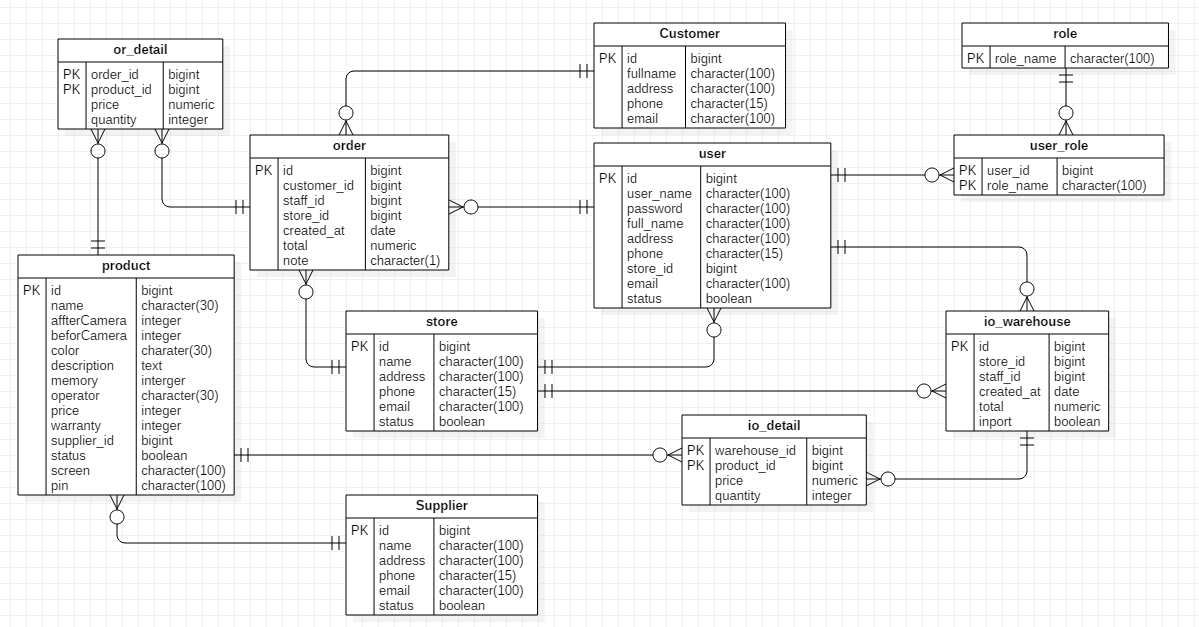 or_detail
PK order_id bigint
PK product_id bigint
price numeric
quantity integer
Customer
PK id bigint
fullname character(100)
address character(100)
phone character(15)
email character(100)
role
PK role_name character(100)
order
PK id bigint
customer_id bigint
staff_id bigint
store_id bigint
created_at date
total numeric
note character(1)
user
PK id bigint
user_name character(100)
password character(100)
full_name character(100)
address character(100)
phone character(15)
store_id bigint
email character(100)
status boolean
user_role
PK user_id bigint
PK role_name character(100)
product
PK id bigint
name character(30)
affterCamera integer
beforCamera integer
color charater(30)
description text
memory interger
operator character(30)
price integer
warranty integer
supplier_id bigint
status boolean
screen character(100)
pin character(100)
store
PK id bigint
name character(100)
address character(100)
phone character(15)
email character(100)
status boolean
io_warehouse
PK id bigint
store_id bigint
staff_id bigint
created_at date
total numeric
inport boolean
io_detail
PK warehouse_id bigint
PK product_id bigint
price numeric
quantity integer
Supplier
PK id bigint
name character(100)
address character(100)
phone character(15)
email character(100)
status boolean